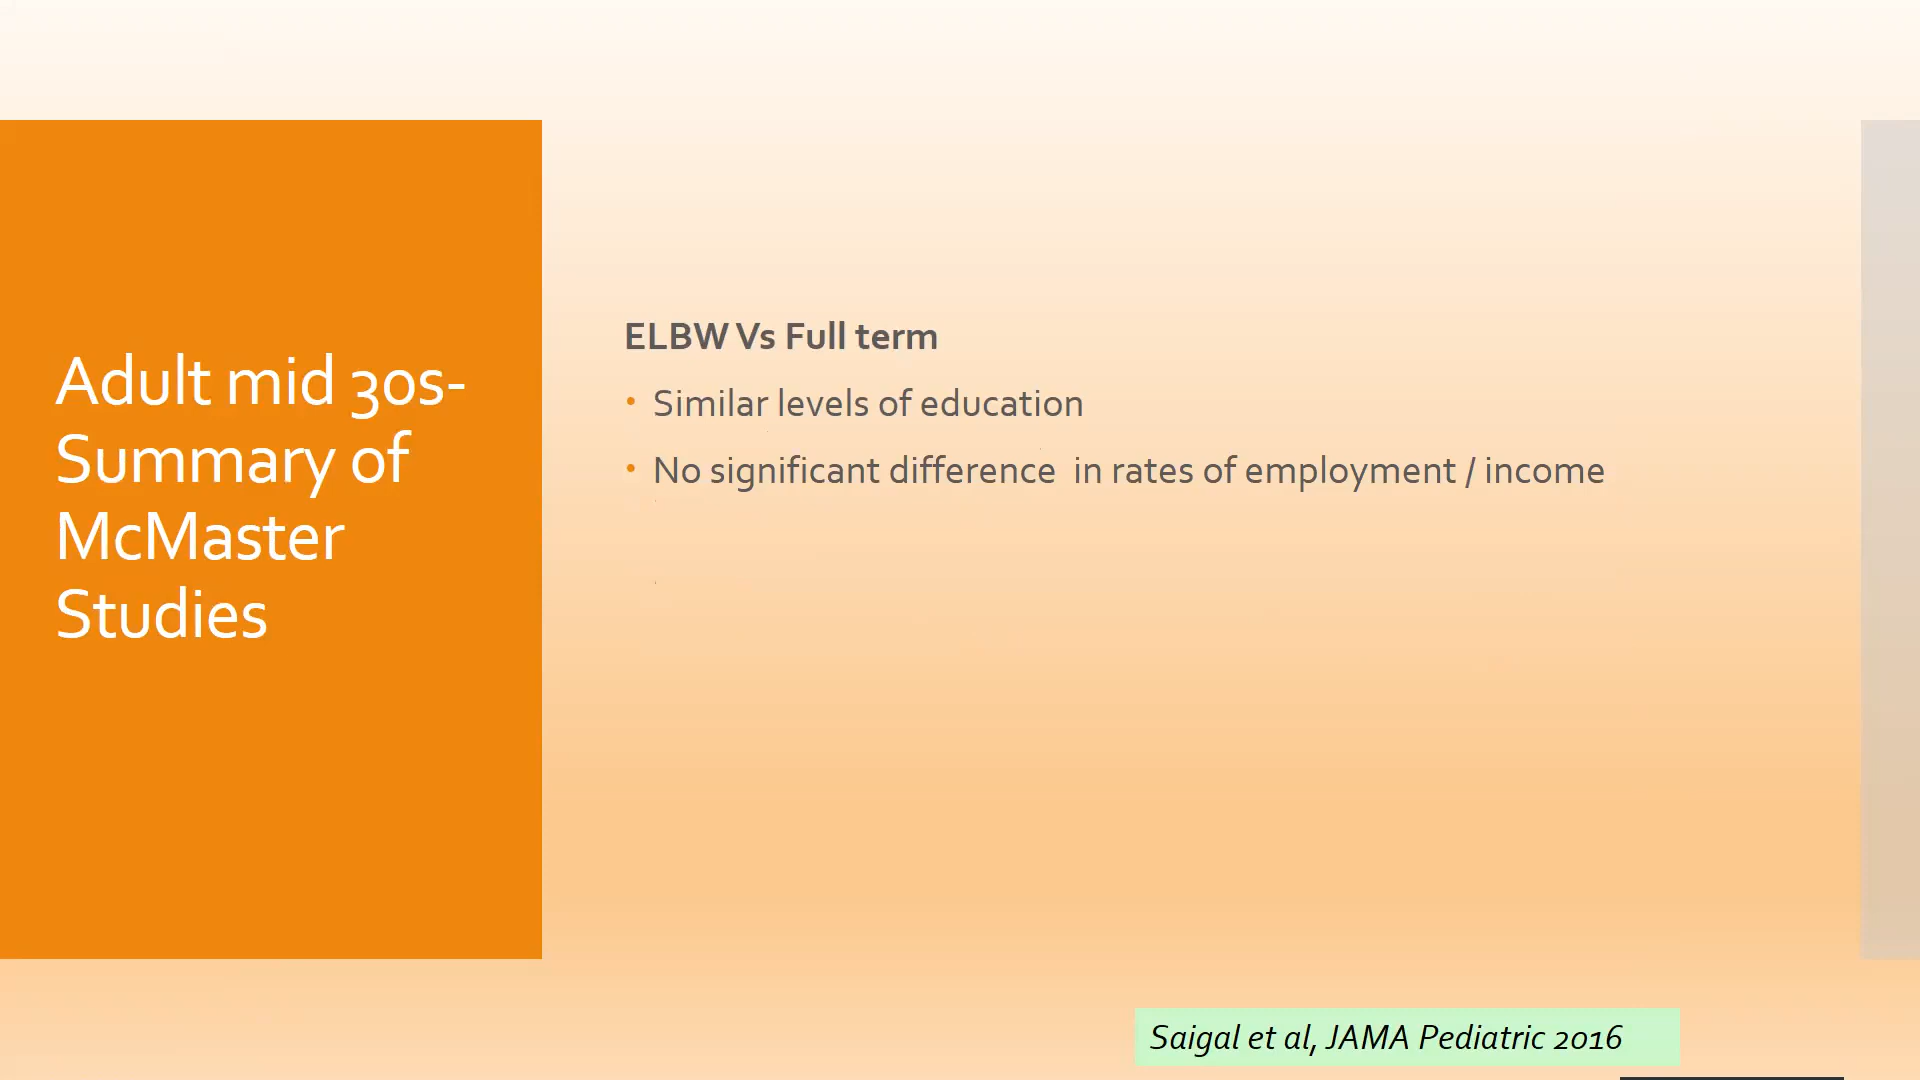 Adult mid 30s-
Summary of
McMaster
Studies
ELBW Vs Full term
• Similar levels of education
• No significant difference in rates of employment / income
Saigal et al, JAMA Pediatric 2016